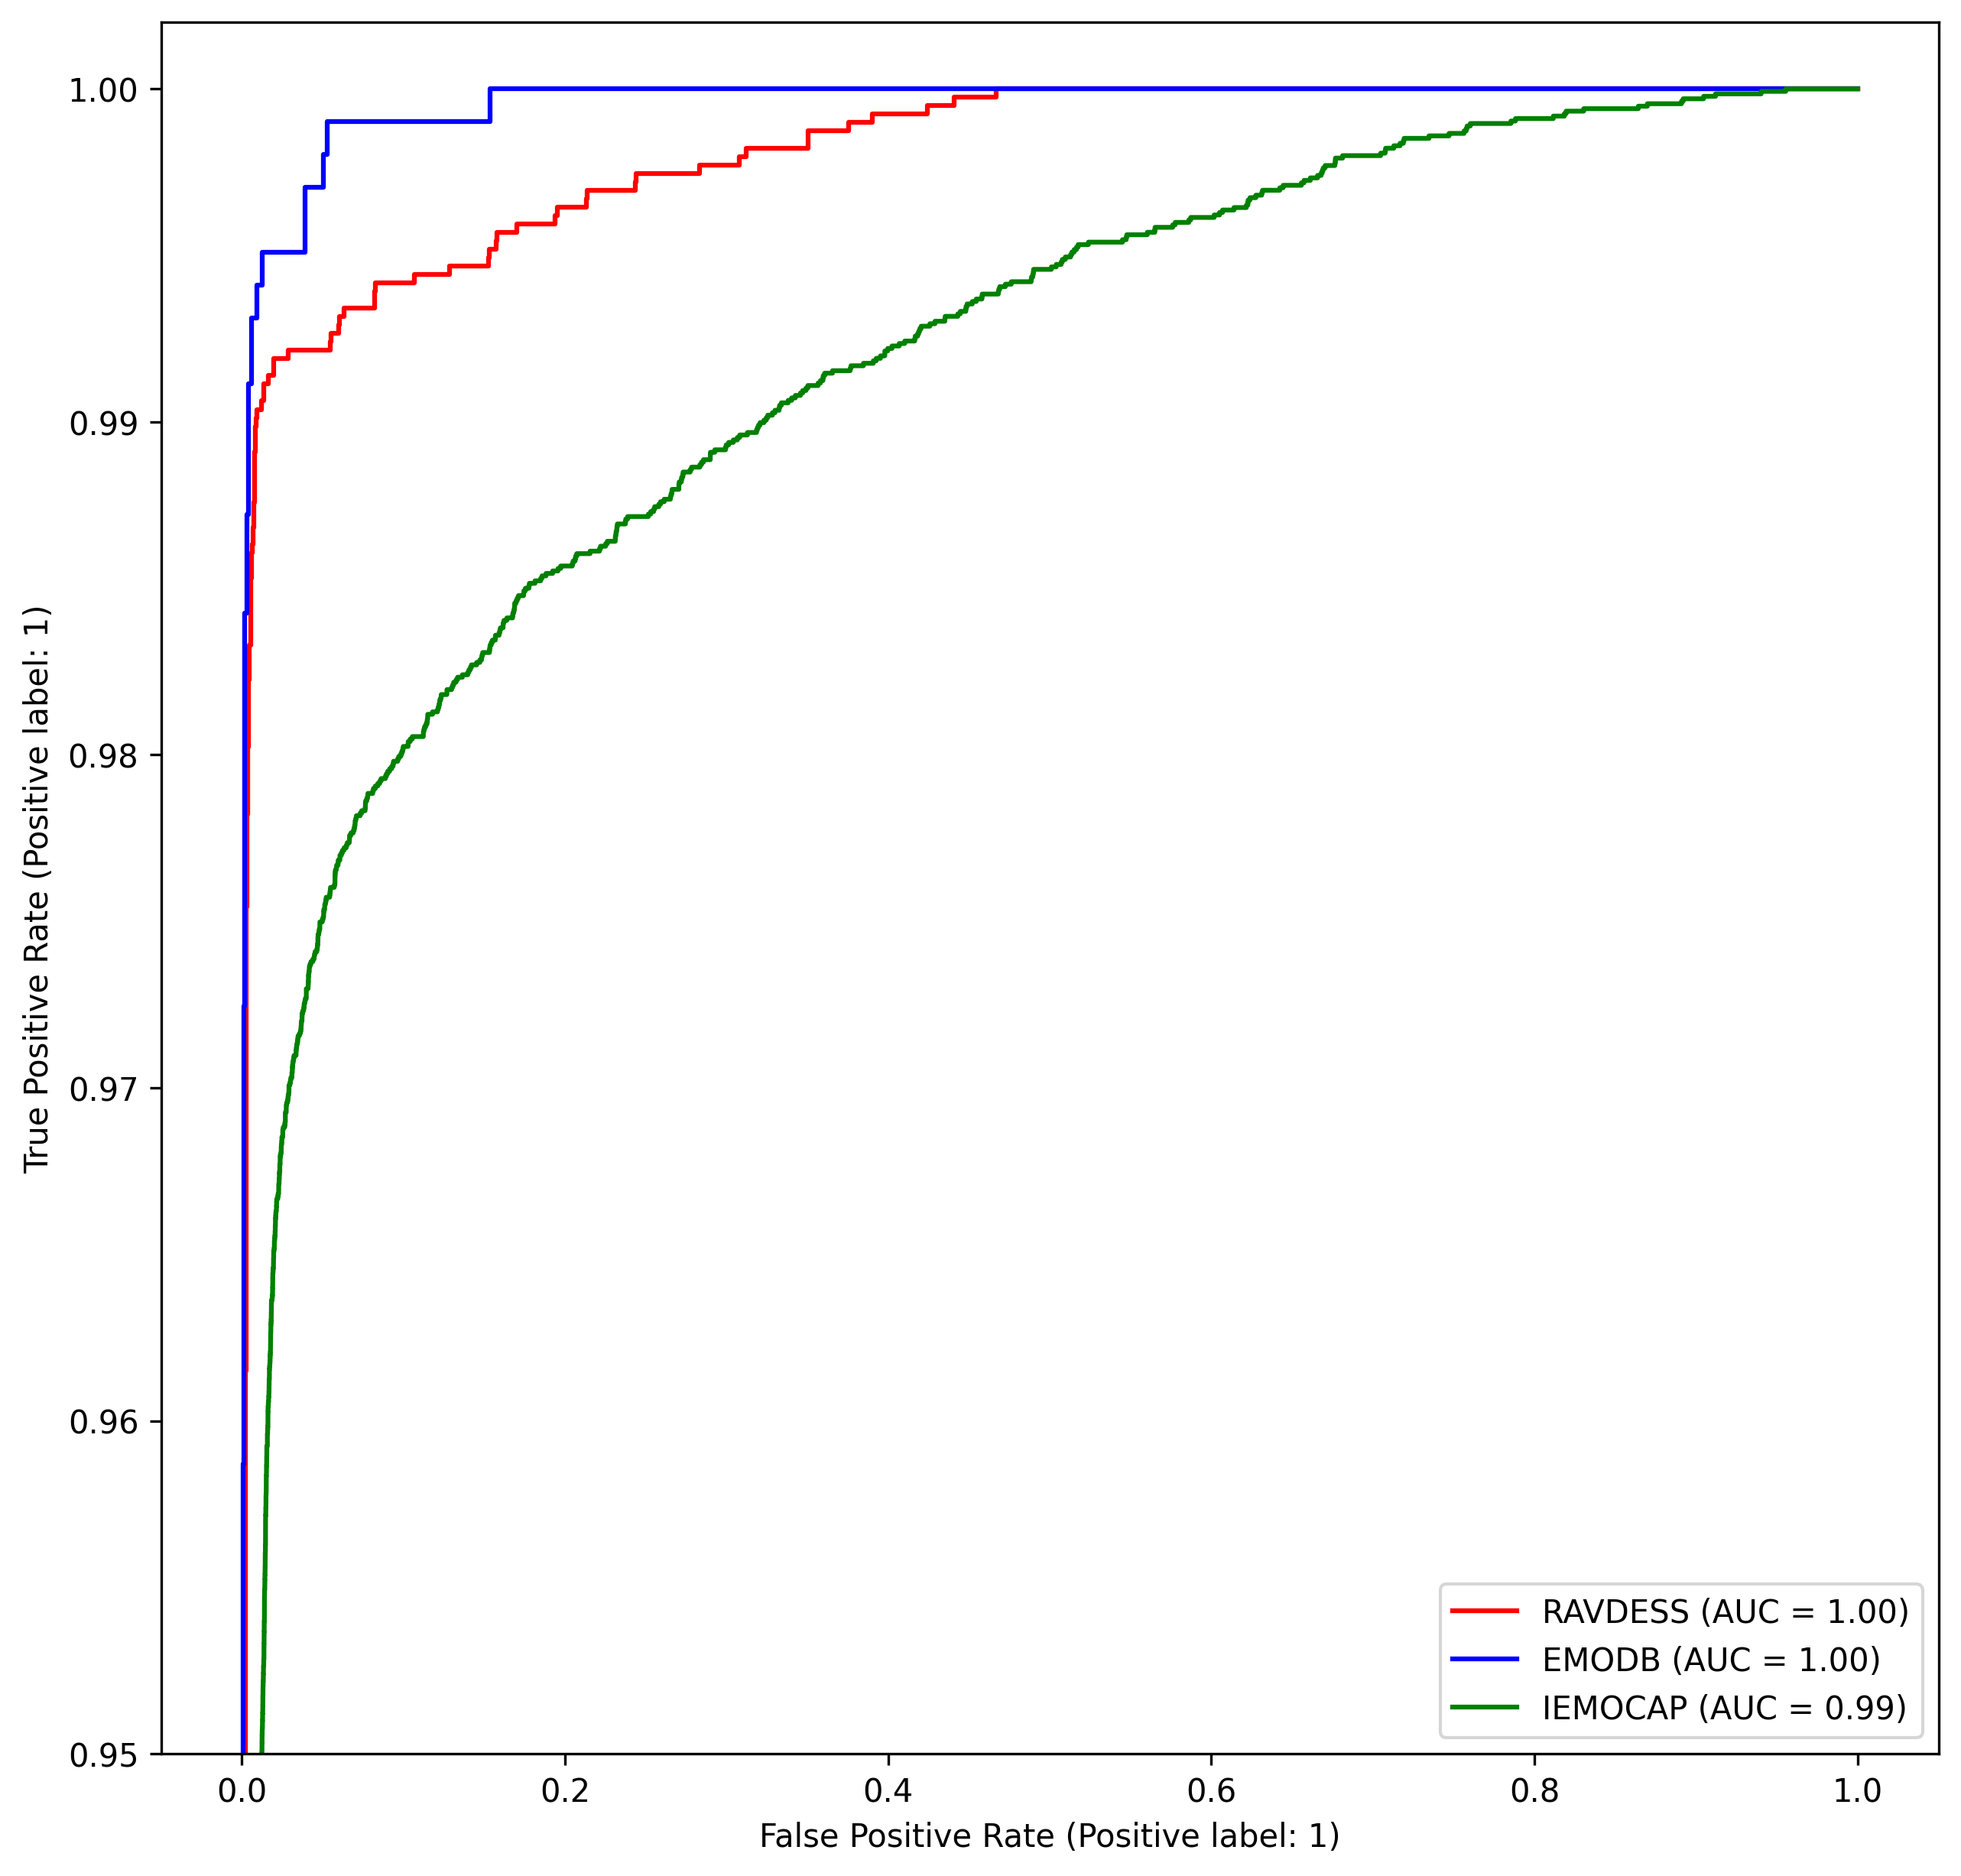 1.00
0.99
0.98
0.97
0.96
0.95
True Positive Rate (Positive label: 1)
0.0 0.2 0.4 0.6 0.8 1.0
False Positive Rate (Positive label: 1)
RAVDESS (AUC = 1.00)
EMODB (AUC = 1.00)
IEMOCAP (AUC = 0.99)